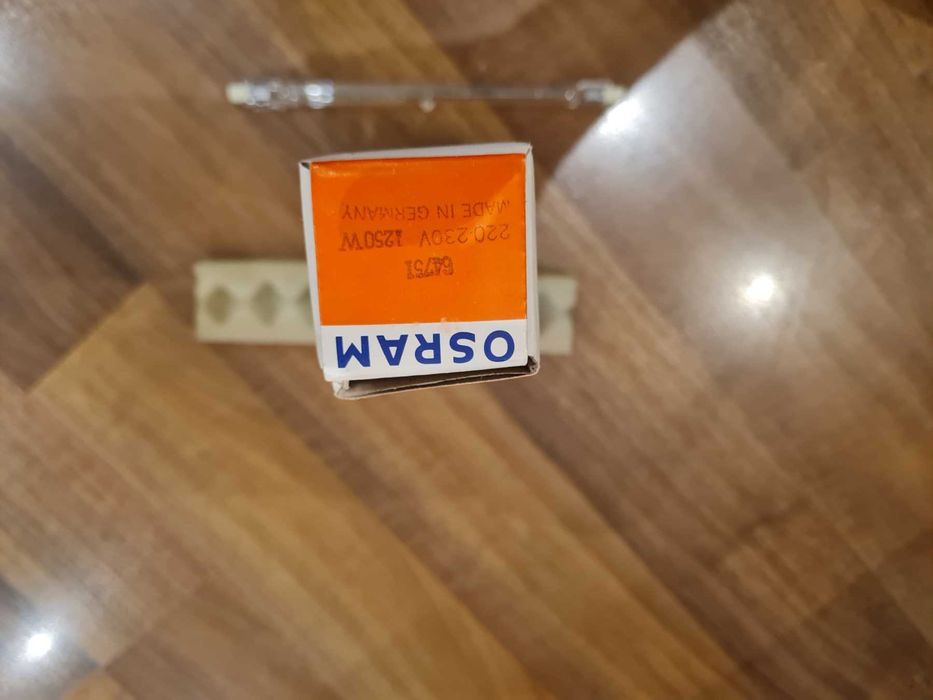 OSRAM
64751
220-230V 1250W
MADE IN GERMANY